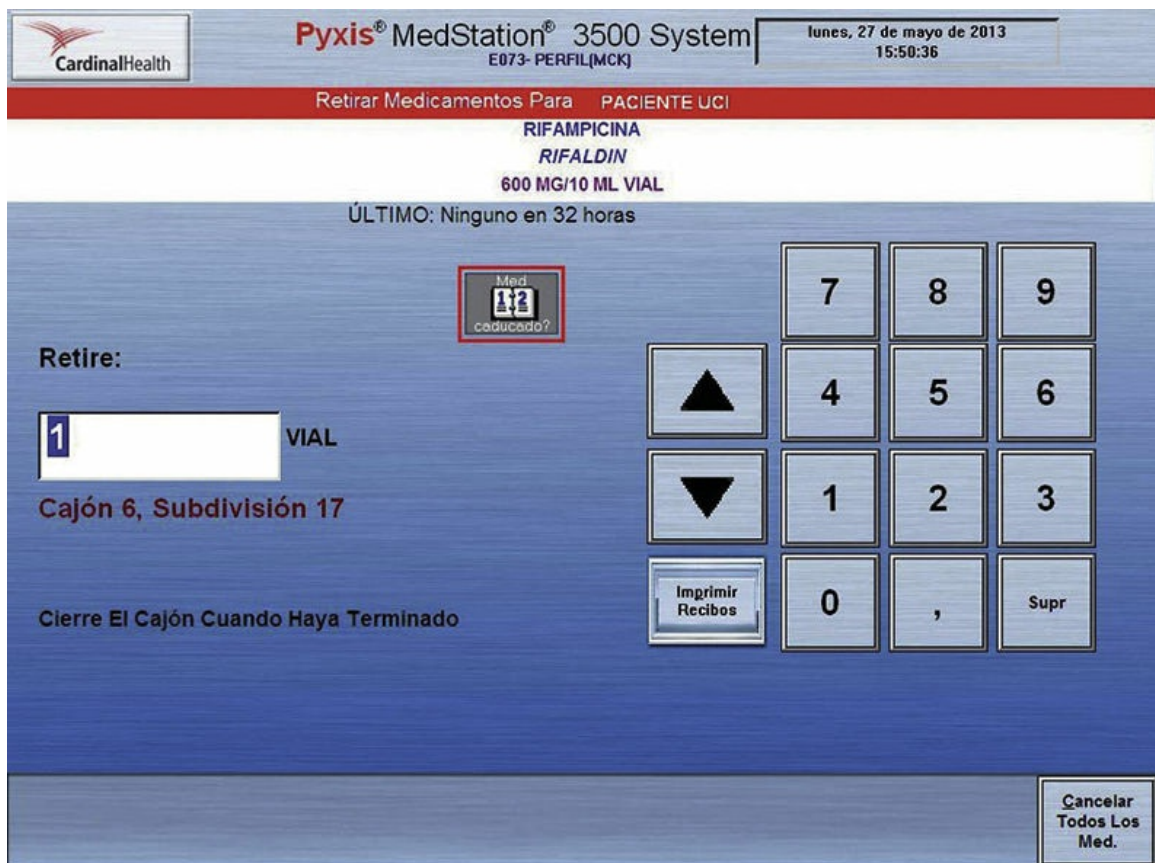 CardinalHealth
Pyxis® MedStation® 3500 System
E073- PERFIL(MCK)
lunes, 27 de mayo de 2013
15:50:36
Retirar Medicamentos Para PACIENTE UCI
RIFAMPICINA
RIFALDIN
600 MG/10 ML VIAL
ÚLTIMO: Ninguno en 32 horas
Med
1 2
caducado?
7 8 9
Retire:
4 5 6
1 VIAL
Cajón 6, Subdivisión 17
1 2 3
Imprimir
Recibos
0 , Supr
Cierre El Cajón Cuando Haya Terminado
Cancelar
Todos Los
Med.